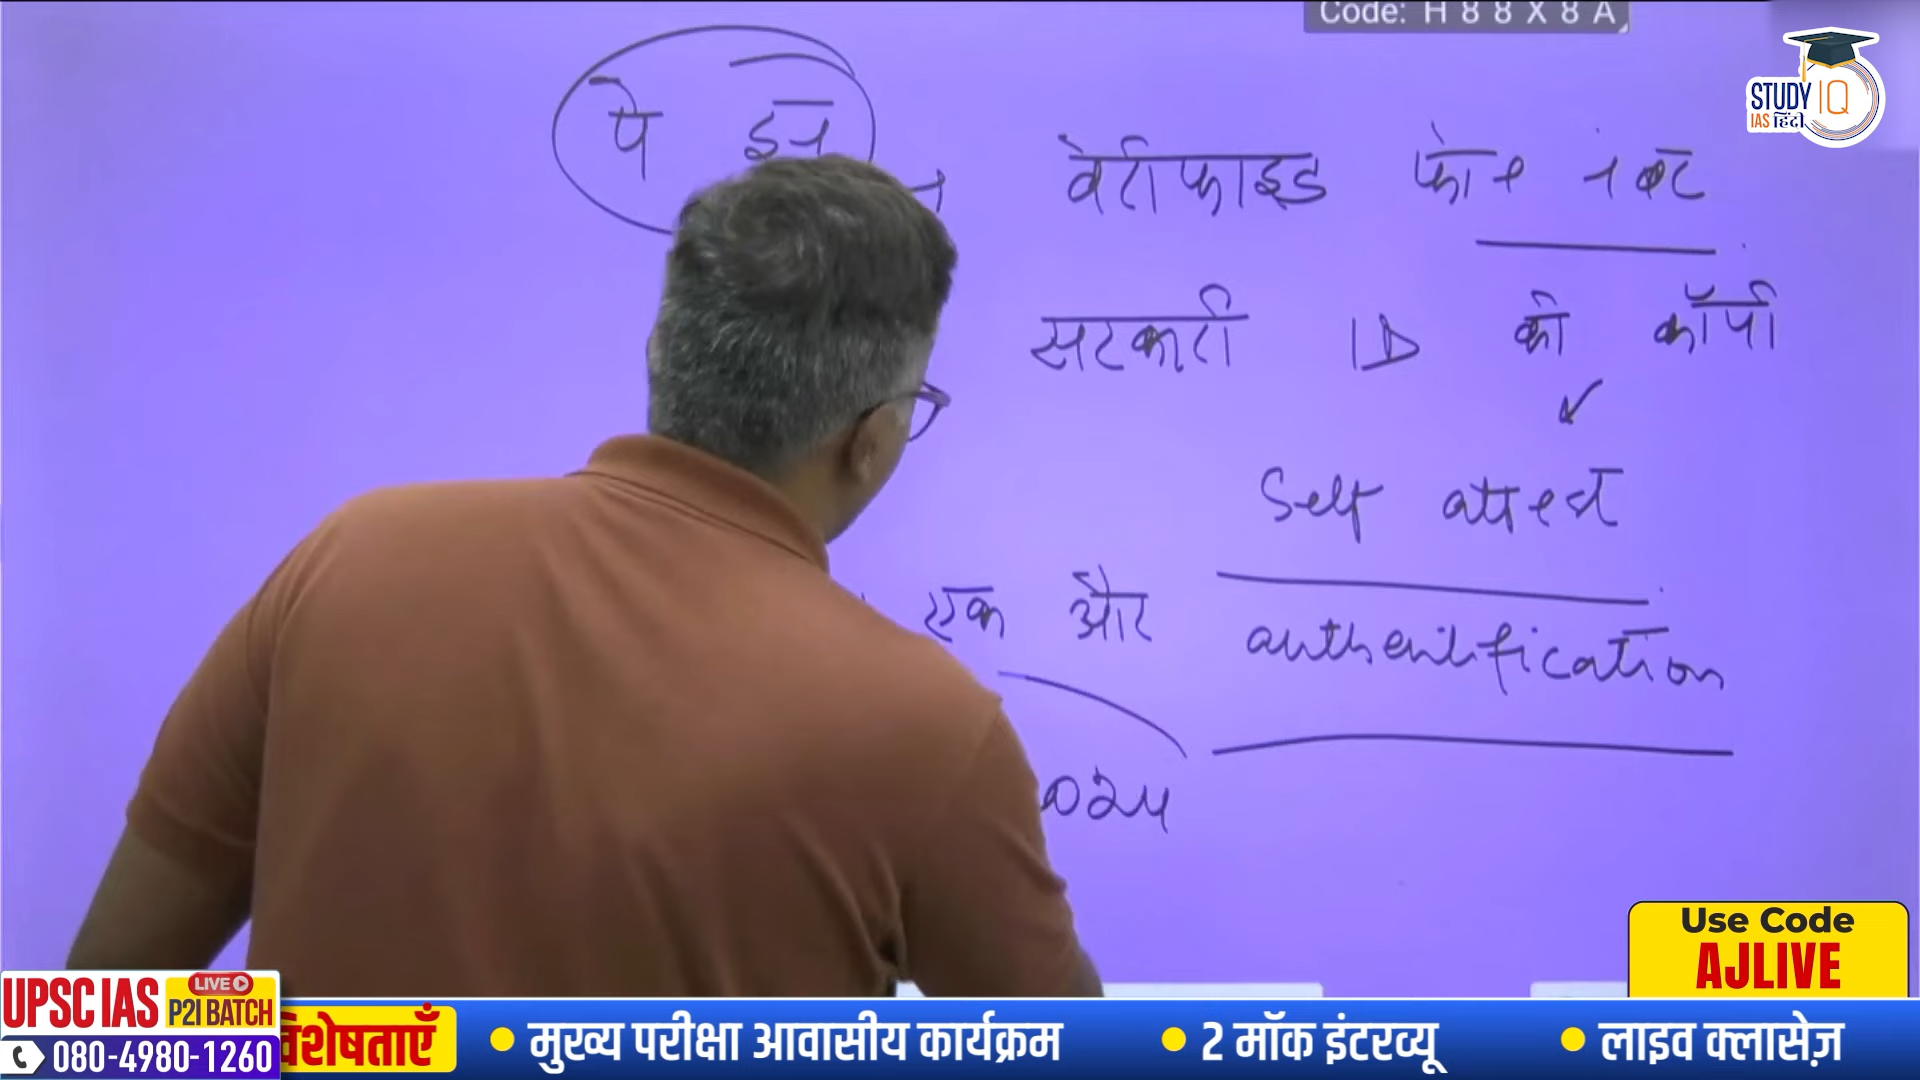 Code: H 8 8 X 8 A
STUDY IQ
IAS हिंदी
पे इन
वेरीफाइड फोन नंबर
सरकारी ID की कॉपी
Self attest
एक और authentification
Use Code
AJLIVE
UPSC IAS LIVE P2I BATCH
080-4980-1260
विशेषताएँ
मुख्य परीक्षा आवासीय कार्यक्रम
2 मॉक इंटरव्यू
लाइव क्लासेज़